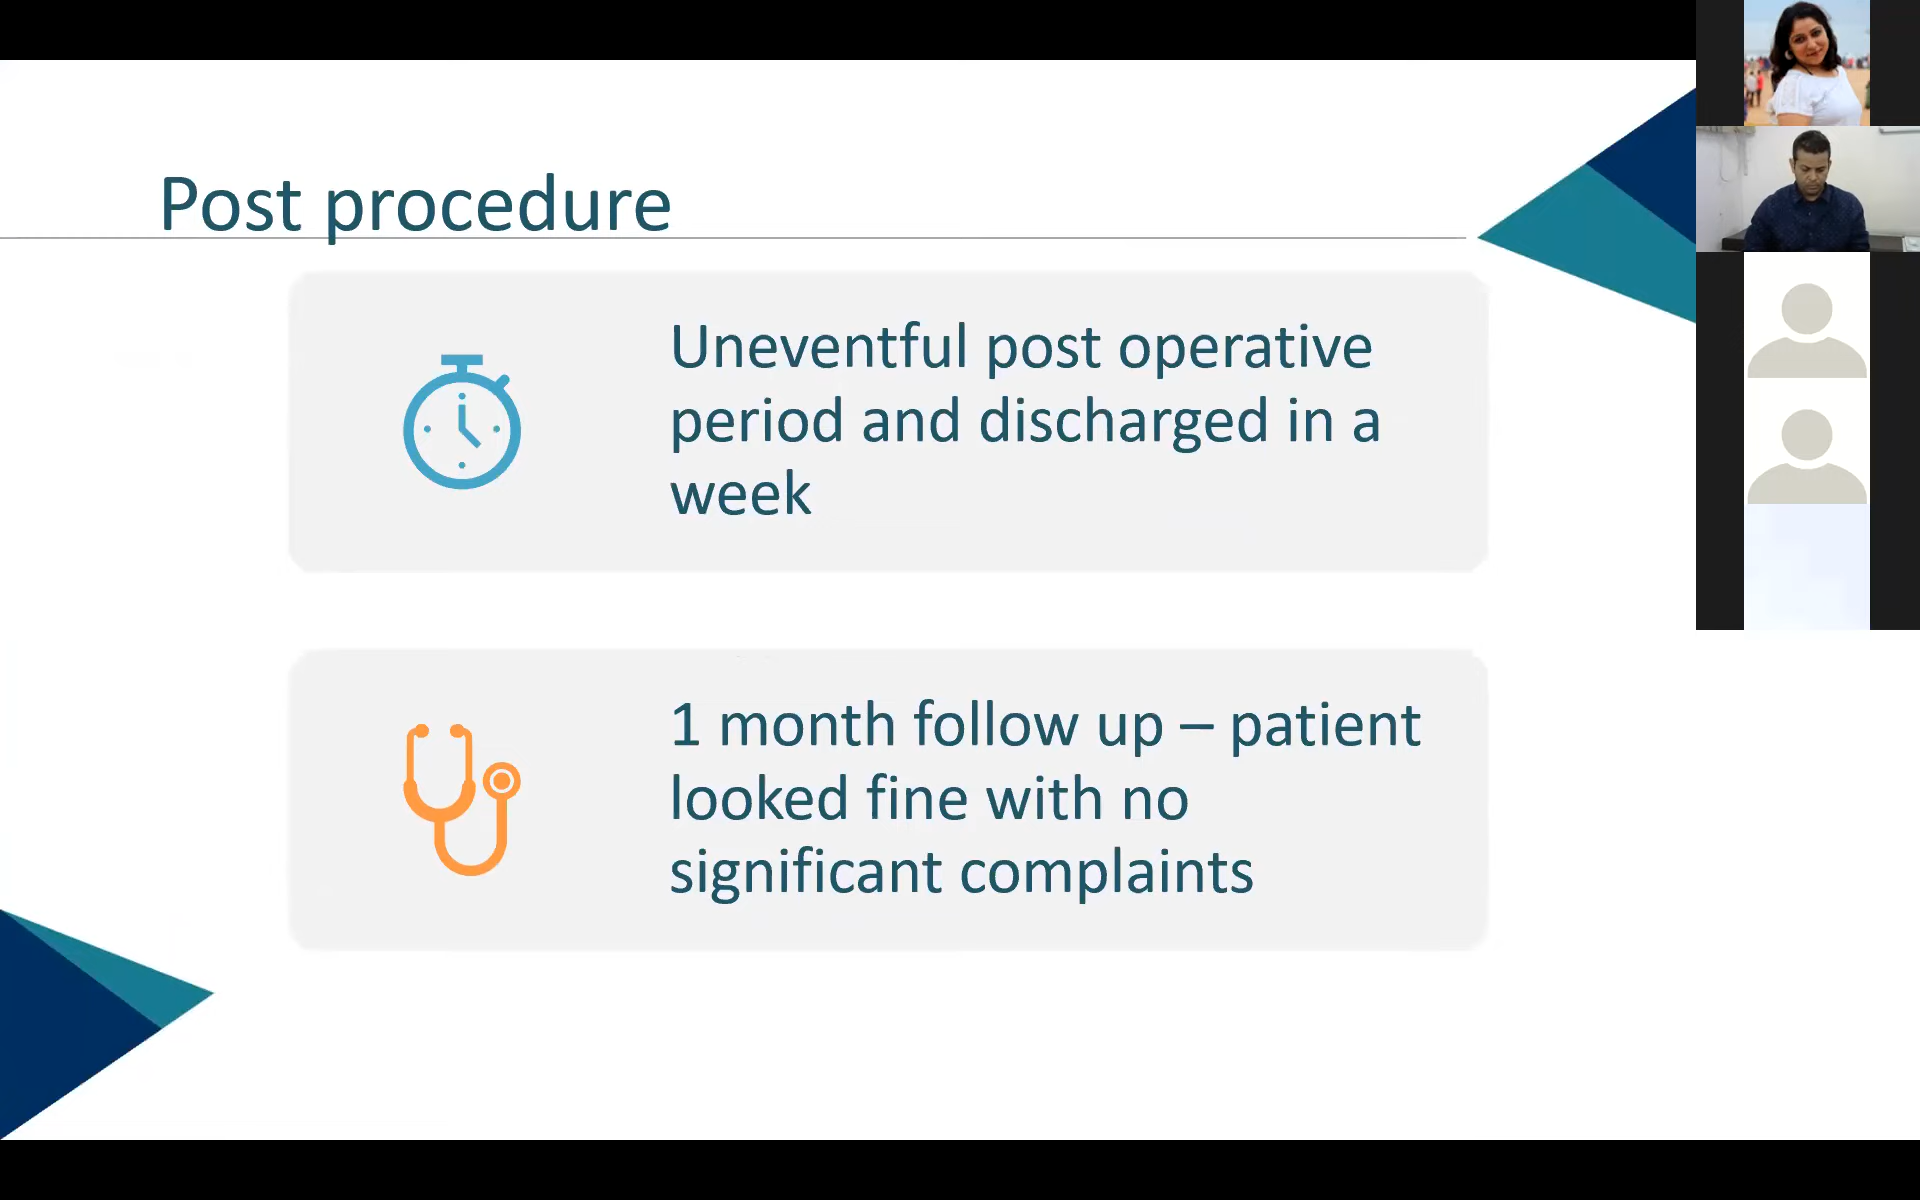 Post procedure
Uneventful post operative
period and discharged in a
week
1 month follow up – patient
looked fine with no
significant complaints